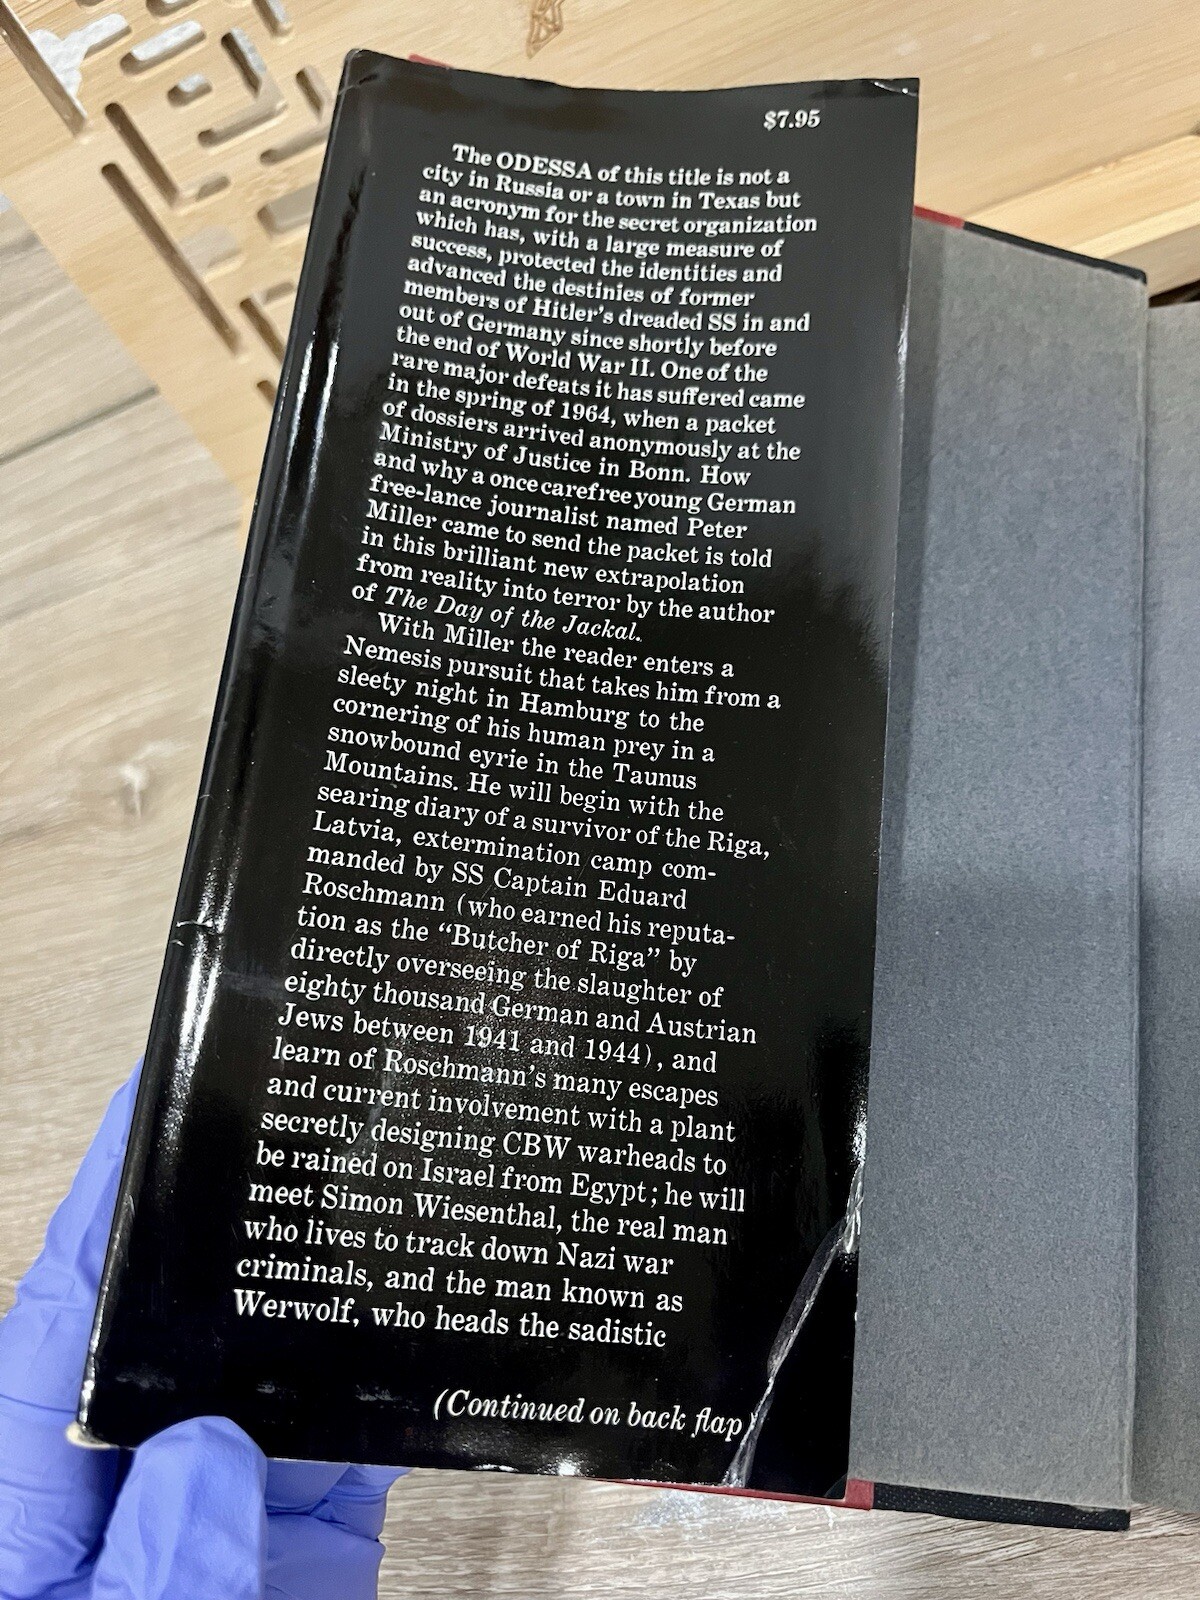 $7.95
The ODESSA of this title is not a
city in Russia or a town in Texas but
an acronym for the secret organization
which has, with a large measure of
success, protected the identities and
advanced the destinies of former
members of Hitler's dreaded SS in and
out of Germany since shortly before
the end of World War II. One of the
rare major defeats it has suffered came
in the spring of 1964, when a packet
of dossiers arrived anonymously at the
Ministry of Justice in Bonn. How
and why a once carefree young German
free-lance journalist named Peter
Miller came to send the packet is told
in this brilliant new extrapolation
from reality into terror by the author
of The Day of the Jackal.
With Miller the reader enters a
Nemesis pursuit that takes him from a
sleety night in Hamburg to the
cornering of his human prey in a
snowbound eyrie in the Taunus
Mountains. He will begin with the
searing diary of a survivor of the Riga,
Latvia, extermination camp com-
manded by SS Captain Eduard
Roschmann (who earned his reputa-
tion as the “Butcher of Riga” by
directly overseeing the slaughter of
eighty thousand German and Austrian
Jews between 1941 and 1944), and
learn of Roschmann's many escapes
and current involvement with a plant
secretly designing CBW warheads to
be rained on Israel from Egypt; he will
meet Simon Wiesenthal, the real man
who lives to track down Nazi war
criminals, and the man known as
Werwolf, who heads the sadistic
(Continued on back flap)